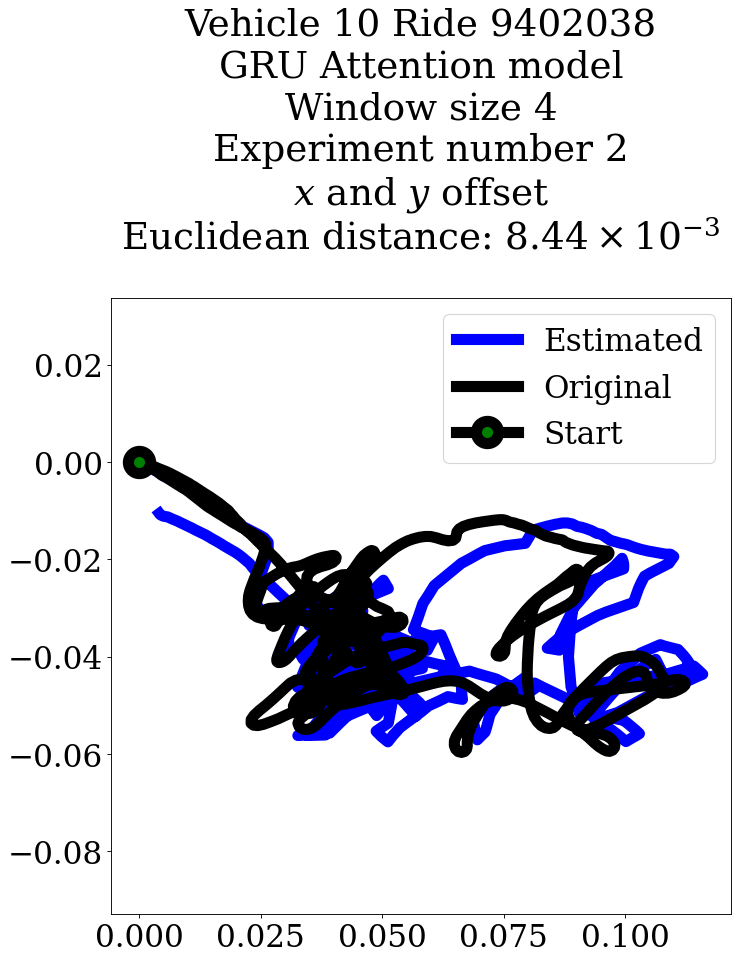 Vehicle 10 Ride 9402038
GRU Attention model
Window size 4
Experiment number 2
x and y offset
Euclidean distance: 8.44 × 10⁻³
Estimated
Original
Start
0.02
0.00
−0.02
−0.04
−0.06
−0.08
0.000 0.025 0.050 0.075 0.100